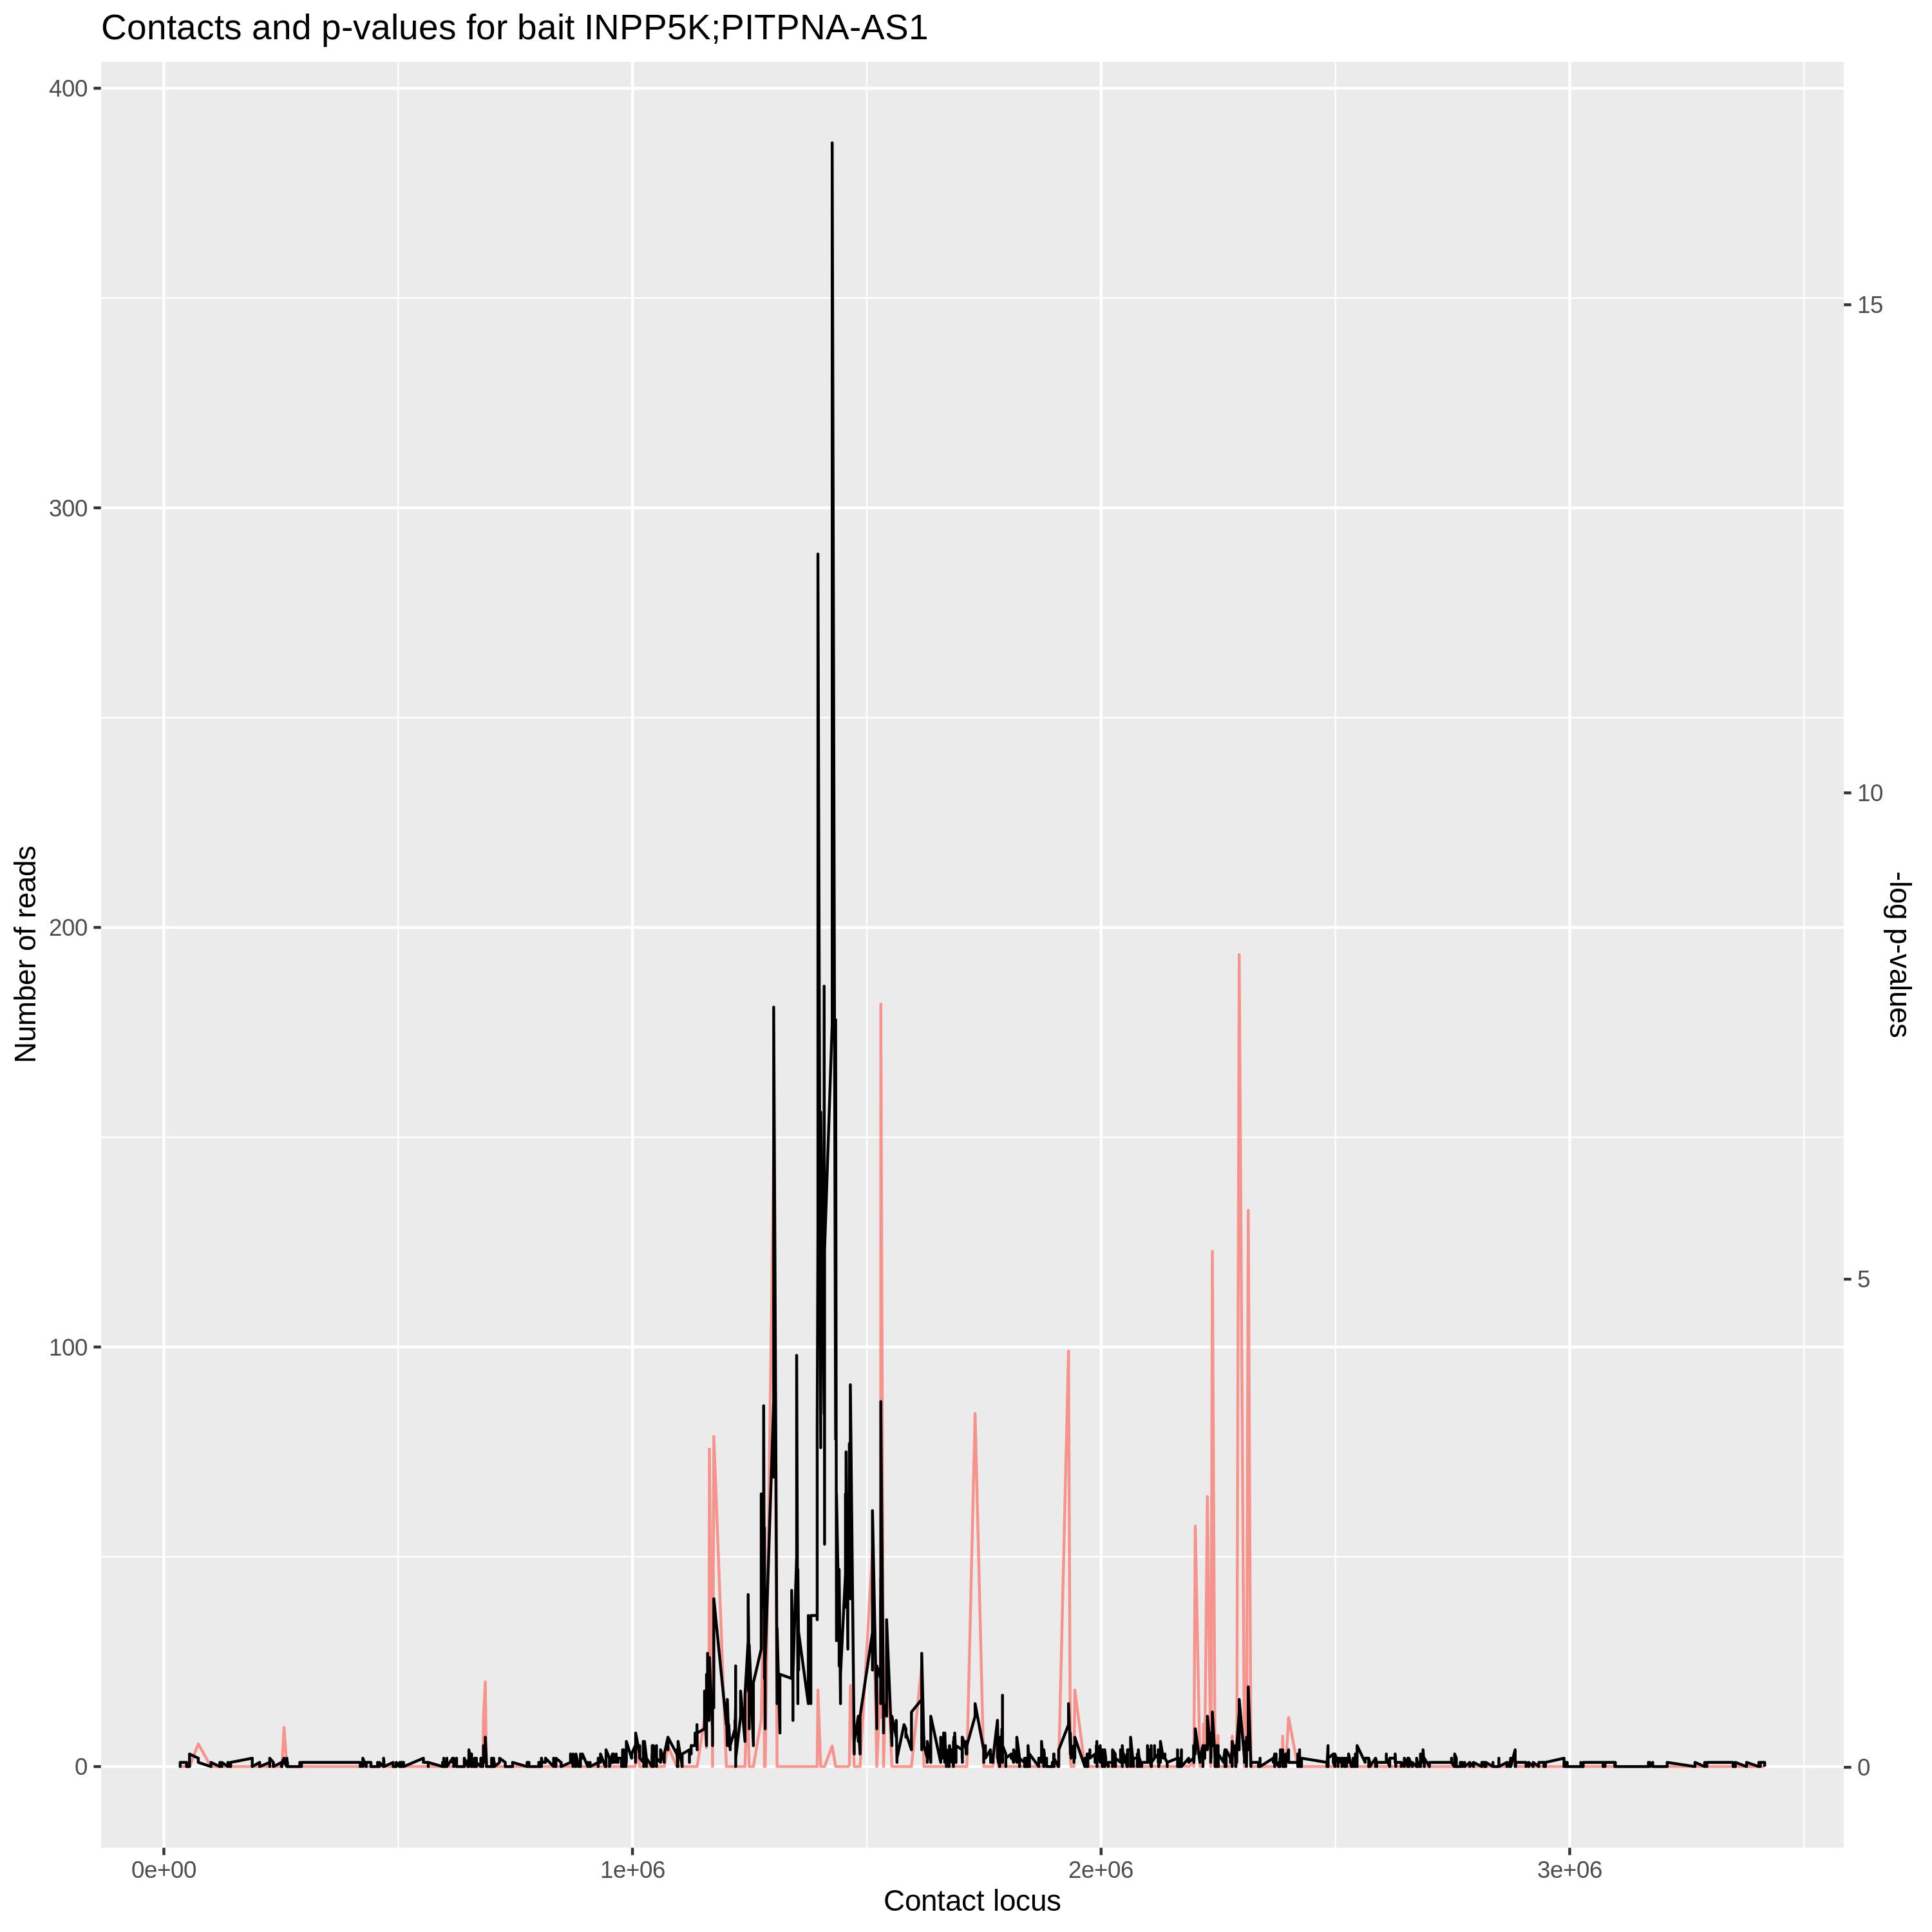 Contacts and p-values for bait INPP5K;PITPNA-AS1
400
300
200
100
0
Number of reads
15
10
5
0
-log p-values
0e+00
1e+06
2e+06
3e+06
Contact locus